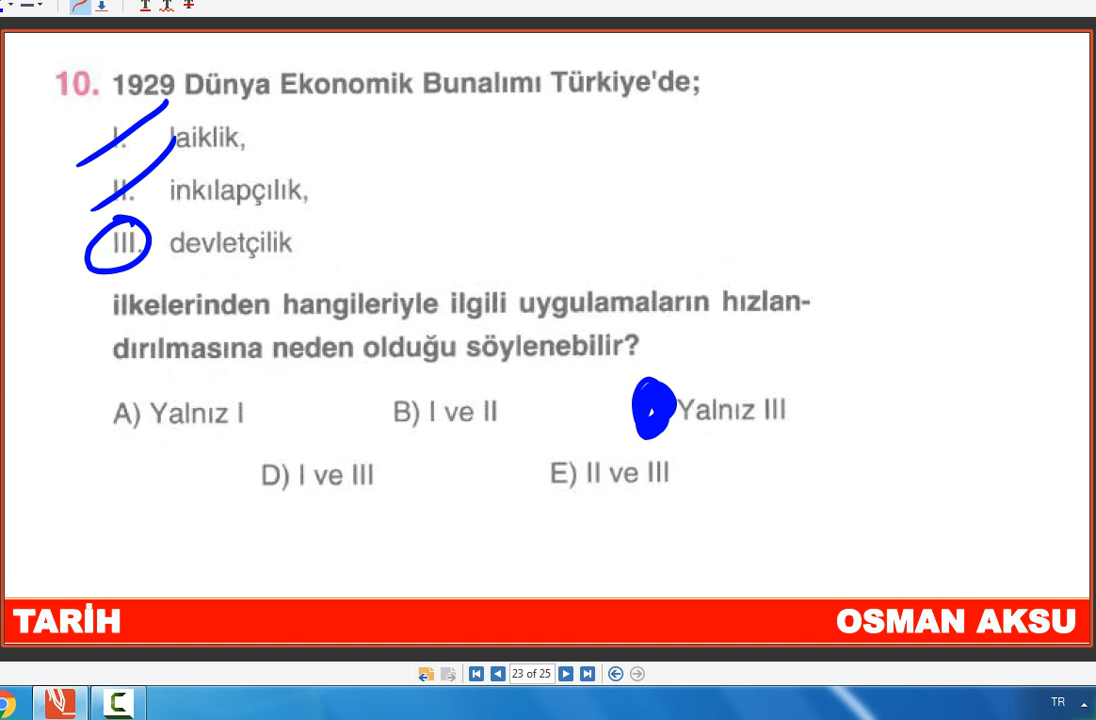 10. 1929 Dünya Ekonomik Bunalımı Türkiye'de;
I. laiklik,
II. inkılapçılık,
III. devletçilik
ilkelerinden hangileriyle ilgili uygulamaların hızlan-
dırılmasına neden olduğu söylenebilir?
A) Yalnız I B) I ve II Yalnız III
D) I ve III E) II ve III
TARİH OSMAN AKSU
23 of 25
TR